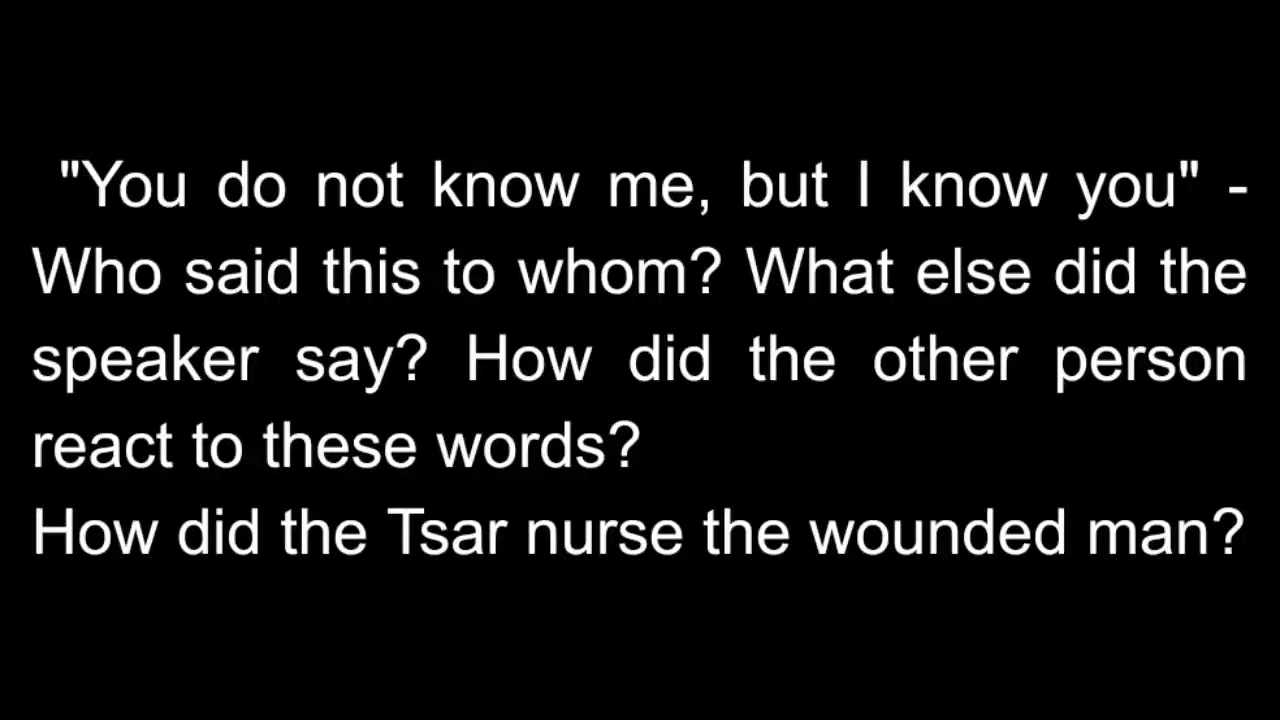 "You do not know me, but I know you" -
Who said this to whom? What else did the
speaker say? How did the other person
react to these words?
How did the Tsar nurse the wounded man?